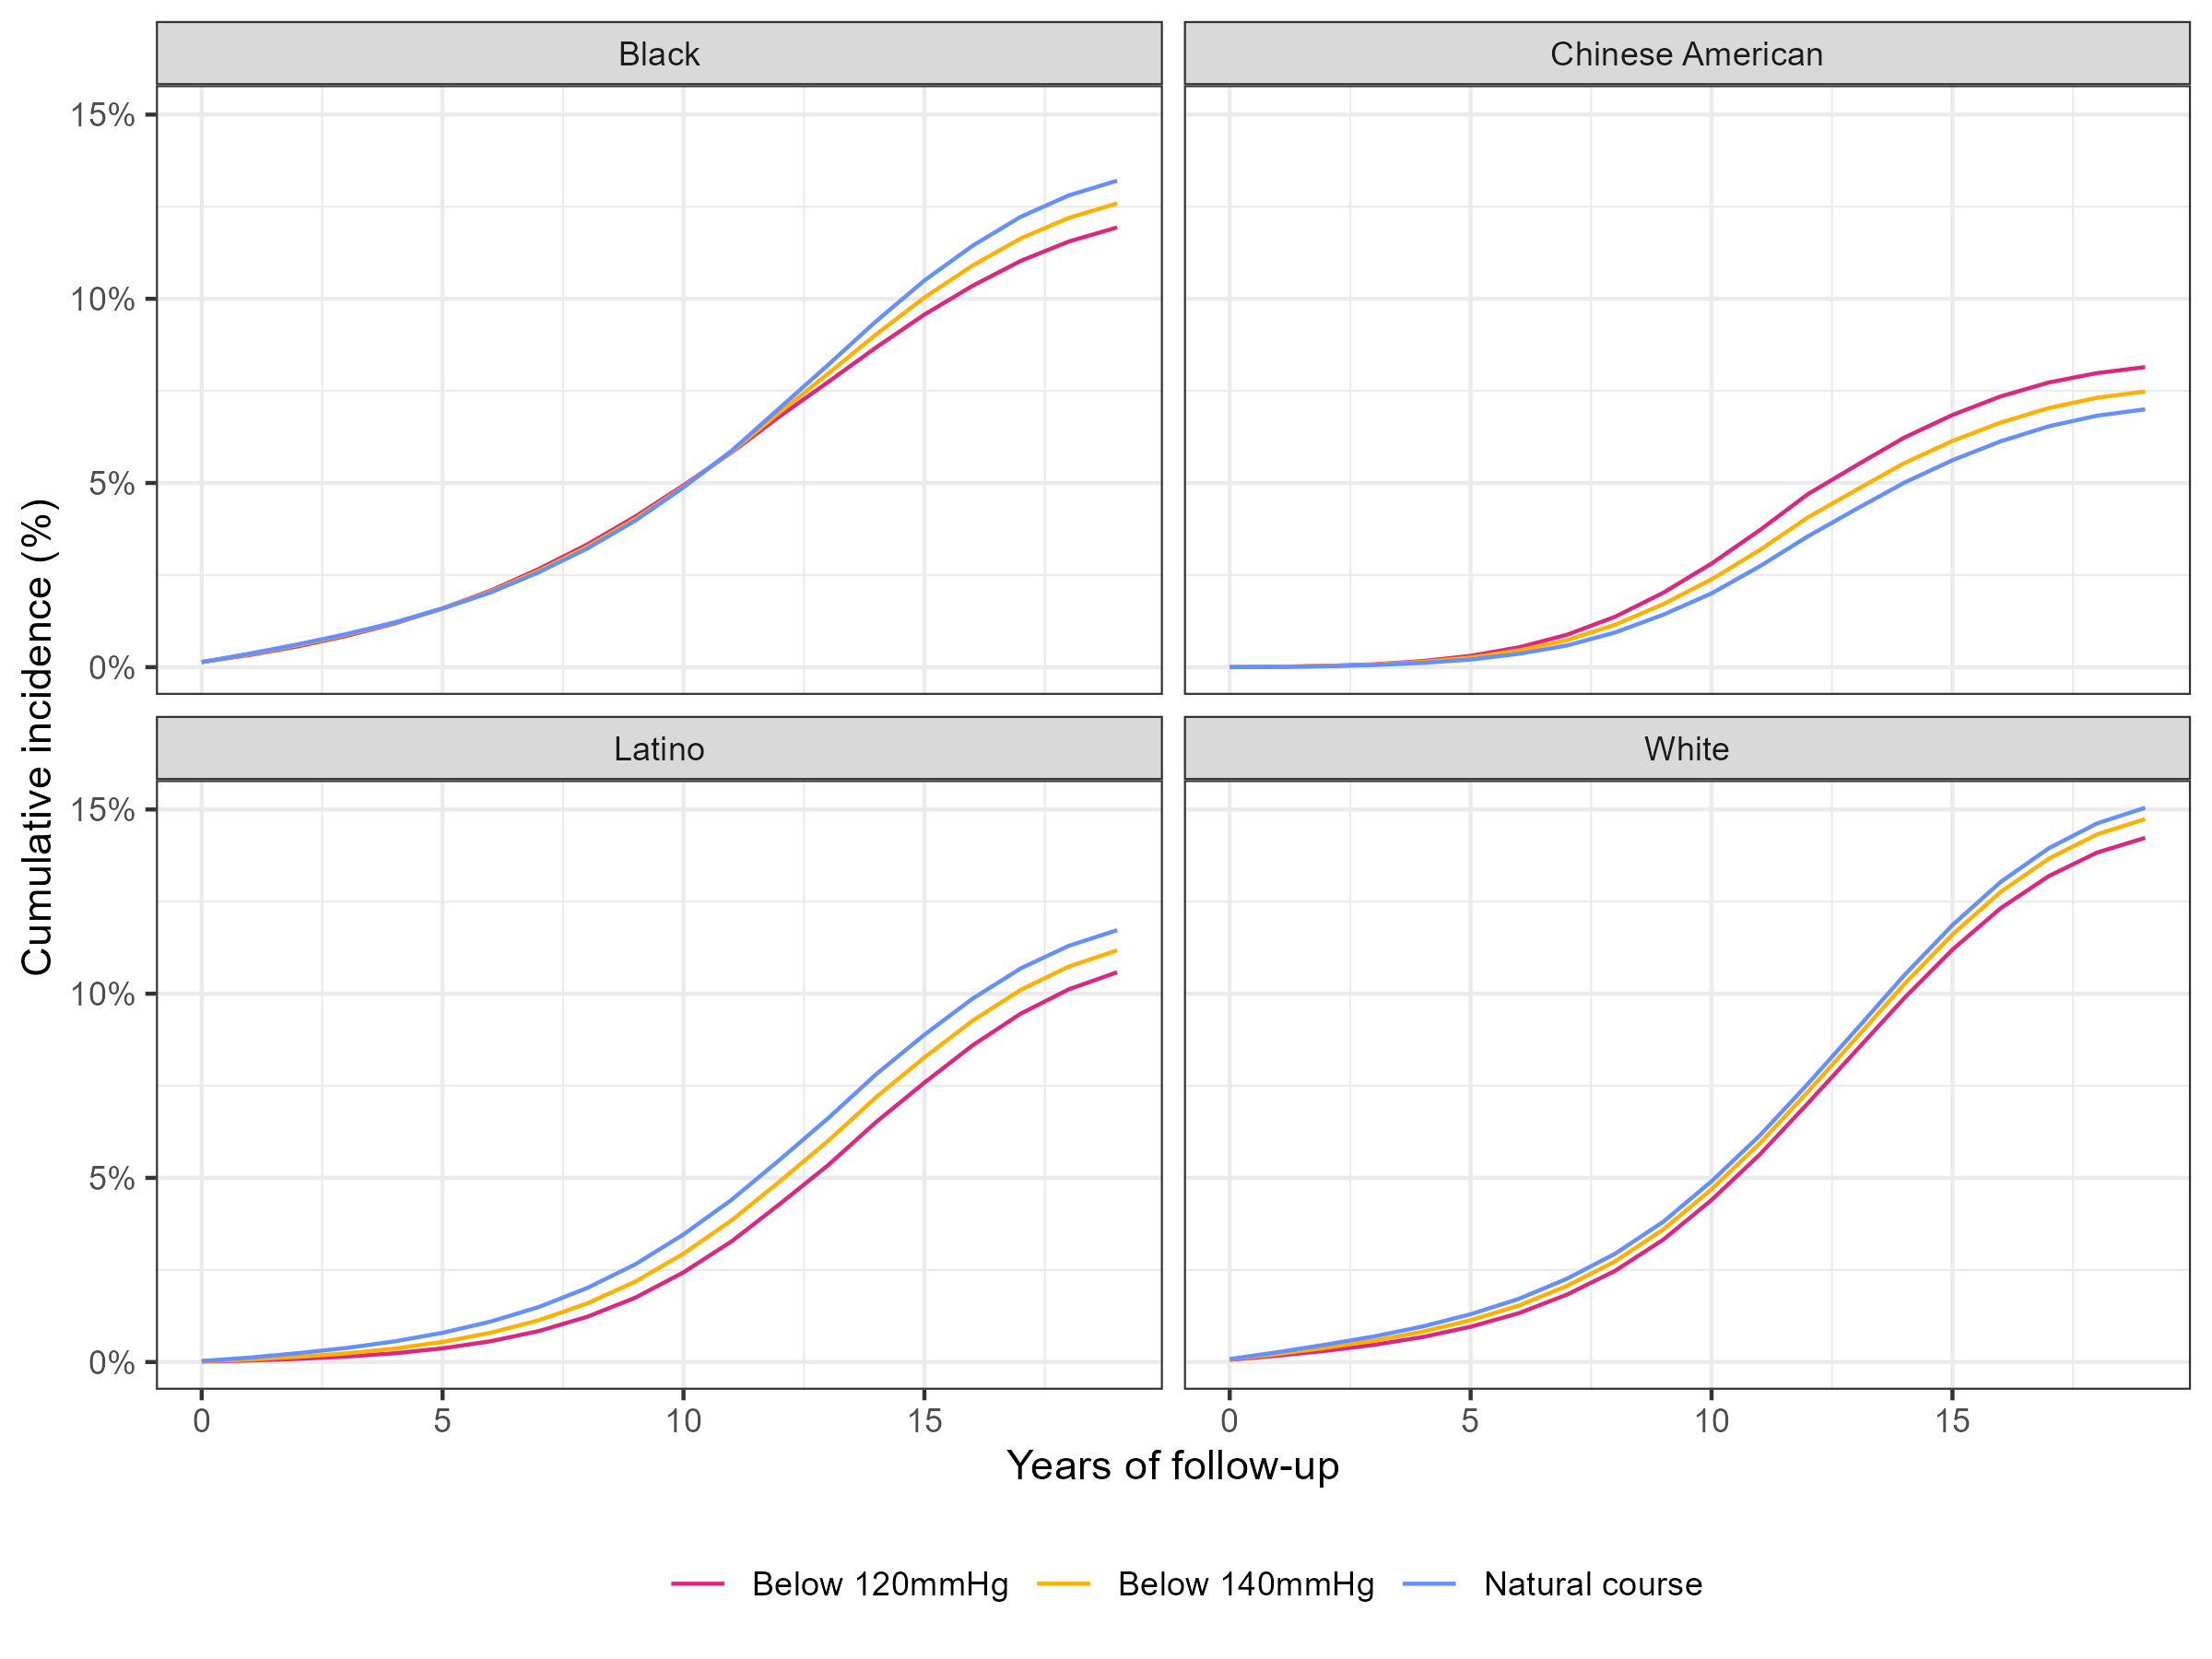 Black
Chinese American
15%
10%
5%
0%
Latino
White
15%
10%
5%
0%
Cumulative incidence (%)
0 5 10 15
0 5 10 15
Years of follow-up
Below 120mmHg Below 140mmHg Natural course